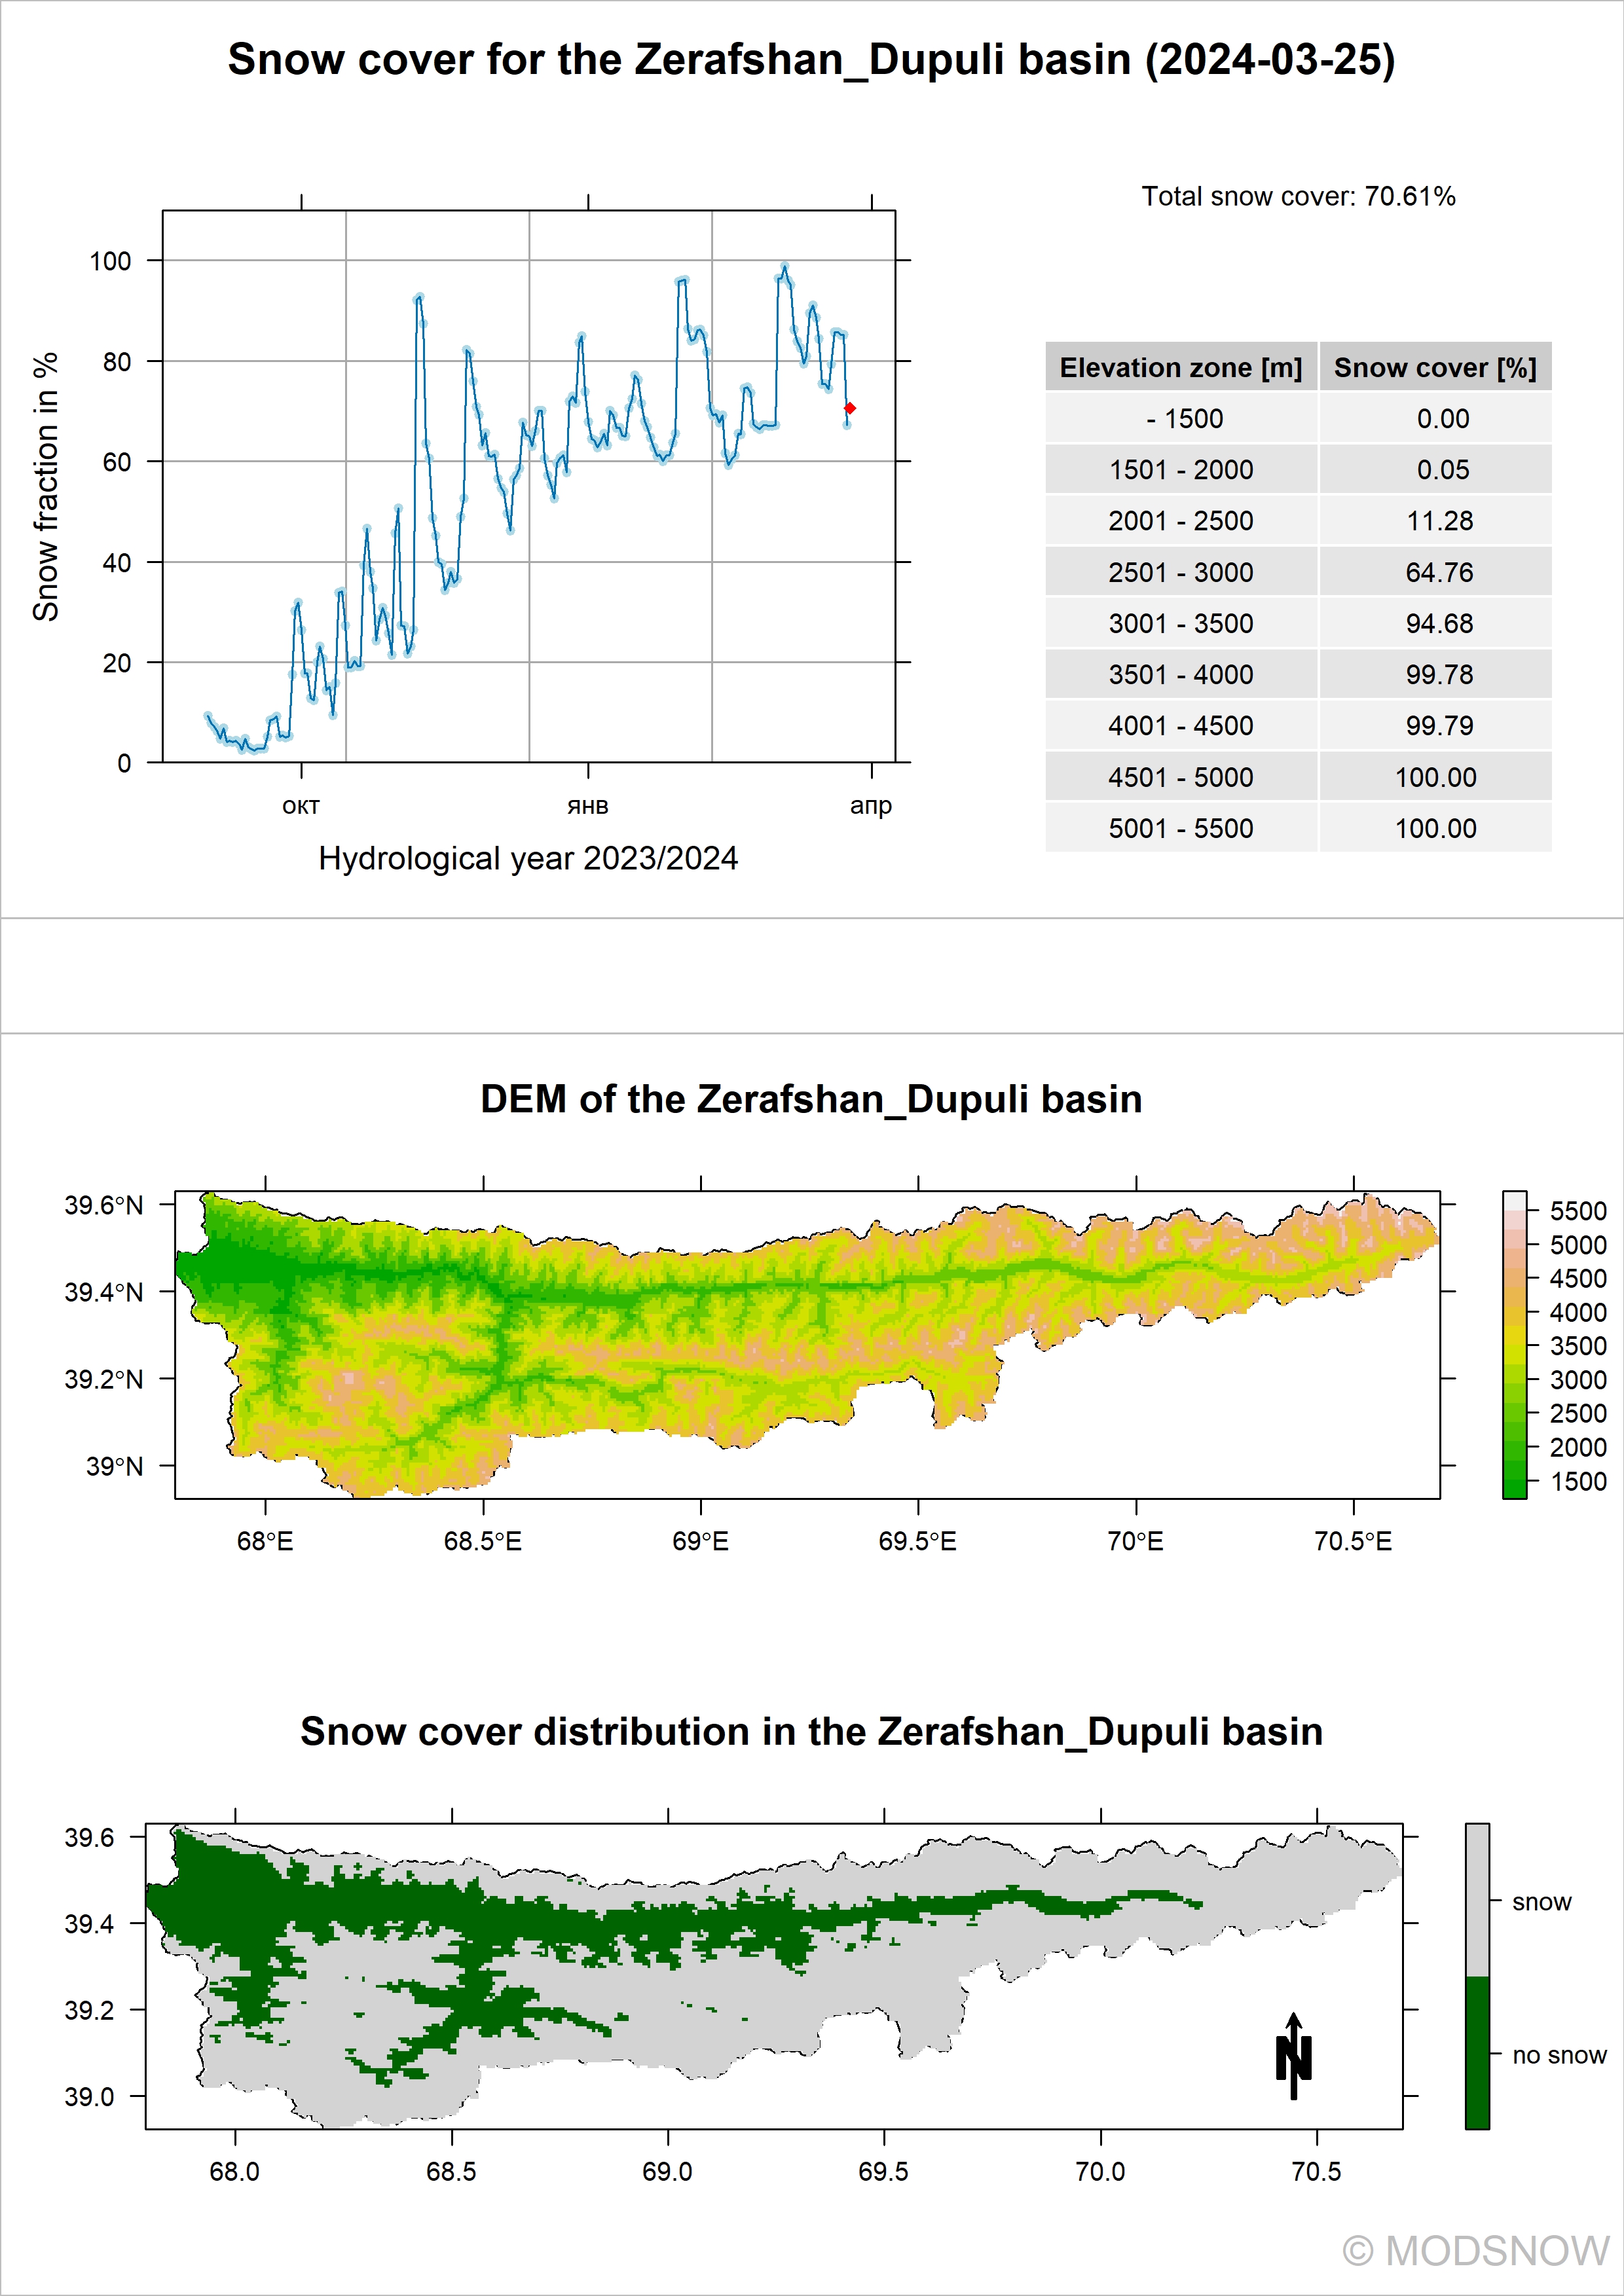 Snow cover for the Zerafshan_Dupuli basin (2024-03-25)
Total snow cover: 70.61%
Snow fraction in %
100
80
60
40
20
0
окт янв апр
Hydrological year 2023/2024
Elevation zone [m] Snow cover [%]
- 1500 0.00
1501 - 2000 0.05
2001 - 2500 11.28
2501 - 3000 64.76
3001 - 3500 94.68
3501 - 4000 99.78
4001 - 4500 99.79
4501 - 5000 100.00
5001 - 5500 100.00
DEM of the Zerafshan_Dupuli basin
39.6°N
39.4°N
39.2°N
39°N
68°E 68.5°E 69°E 69.5°E 70°E 70.5°E
5500
5000
4500
4000
3500
3000
2500
2000
1500
Snow cover distribution in the Zerafshan_Dupuli basin
39.6
39.4
39.2
39.0
68.0 68.5 69.0 69.5 70.0 70.5
N
snow
no snow
© MODSNOW